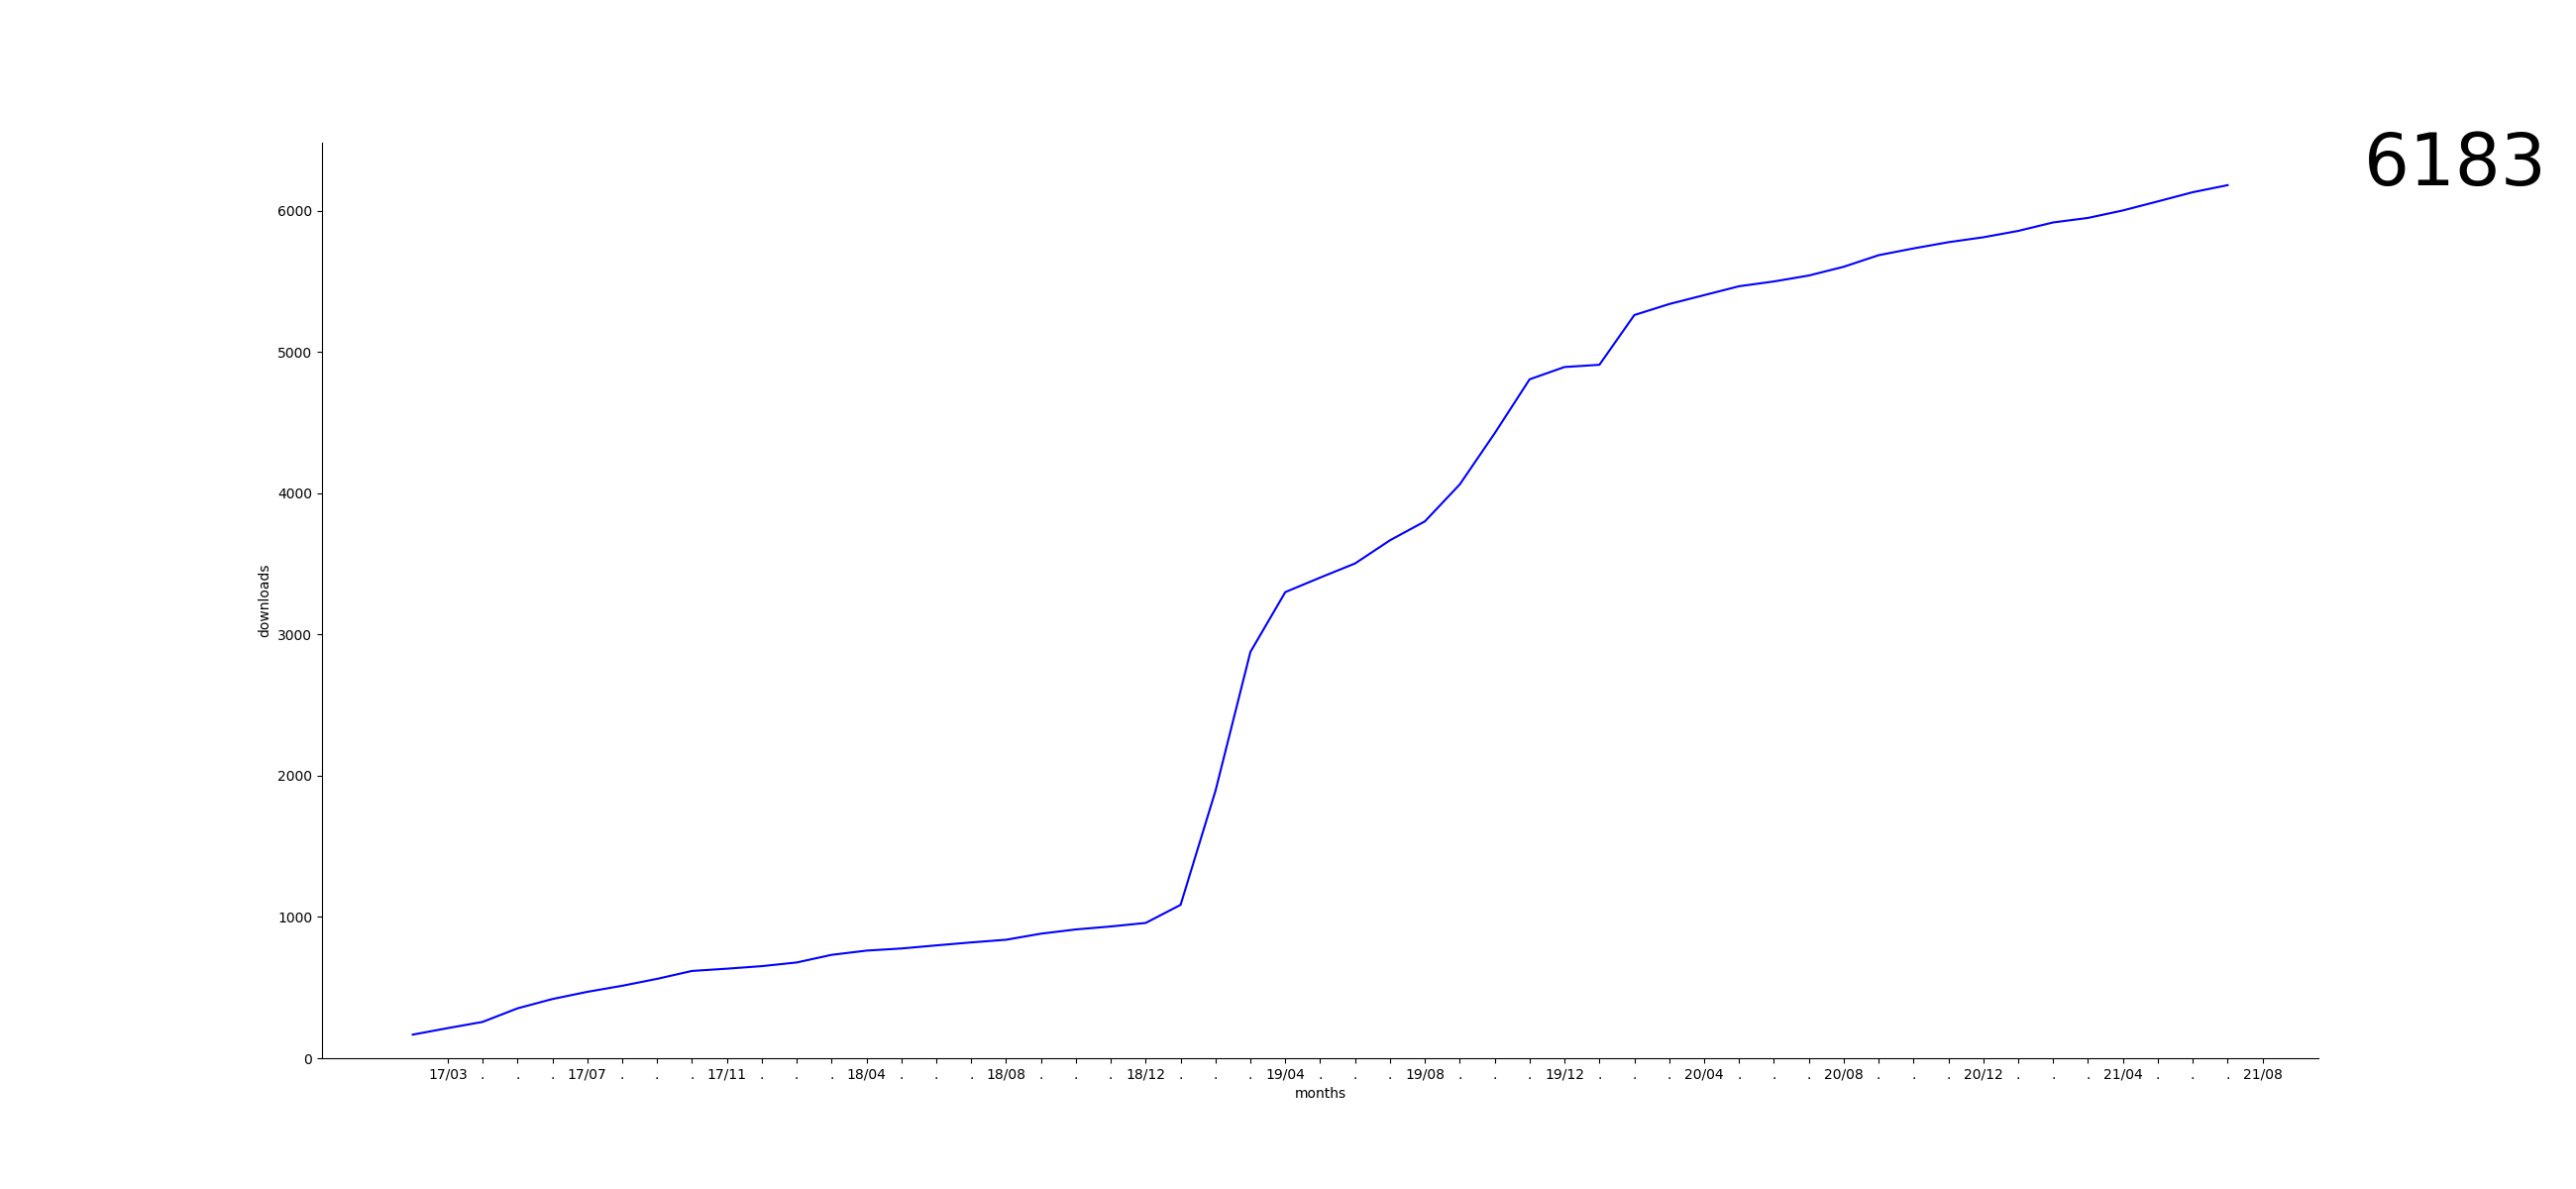 6183
6000
5000
4000
3000
2000
1000
0
downloads
17/03 . . . 17/07 . . . 17/11 . . . 18/04 . . . 18/08 . . . 18/12 . . . 19/04 . . . 19/08 . . . 19/12 . . . 20/04 . . . 20/08 . . . 20/12 . . . 21/04 . . . 21/08
months